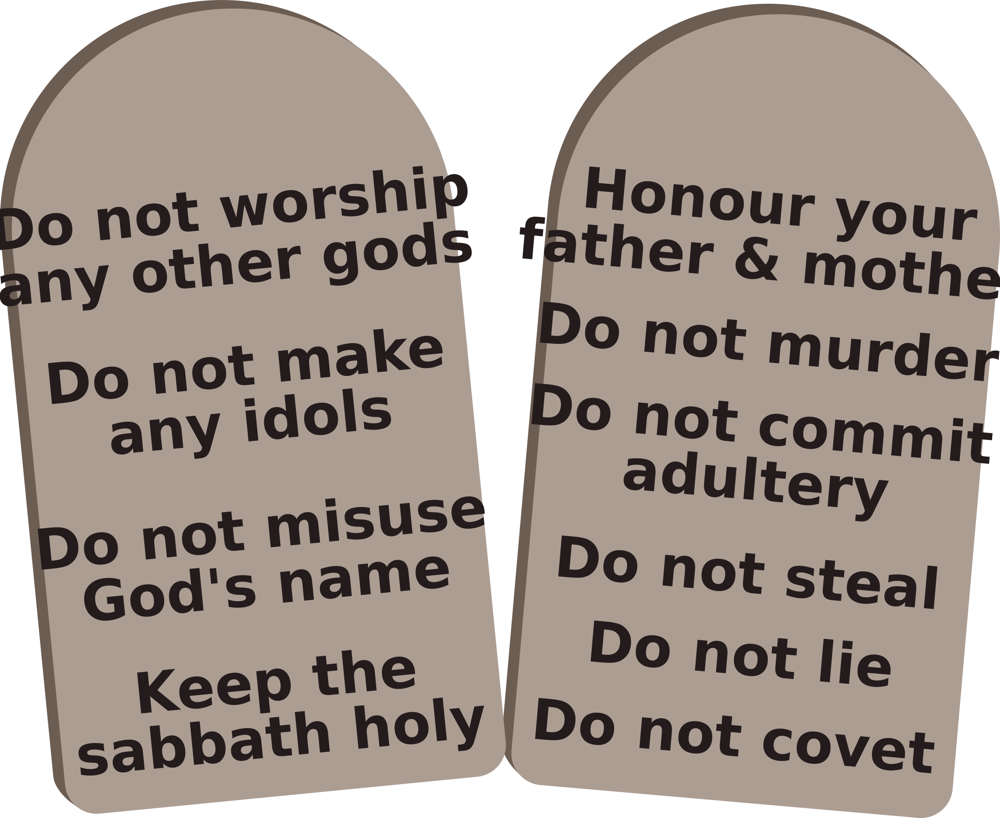 Do not worship
any other gods
Do not make
any idols
Do not misuse
God's name
Keep the
sabbath holy
Honour your
father & mothe
Do not murder
Do not commit
adultery
Do not steal
Do not lie
Do not covet